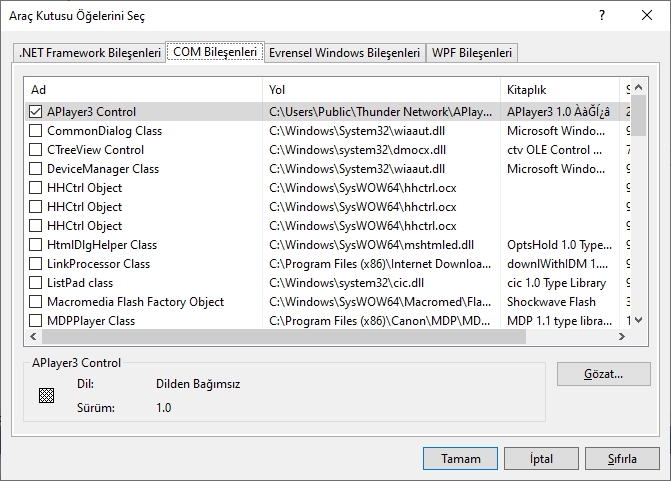 Araç Kutusu Öğelerini Seç ? ×
.NET Framework Bileşenleri COM Bileşenleri Evrensel Windows Bileşenleri WPF Bileşenleri
Ad Yol Kitaplık
APlayer3 Control C:\Users\Public\Thunder Network\APlay... APlayer3 1.0 ÀàĞÍ¿â 2
CommonDialog Class C:\Windows\System32\wiaaut.dll Microsoft Windo... 9
CTreeView Control C:\Windows\system32\dmocx.dll ctv OLE Control ... 7
DeviceManager Class C:\Windows\System32\wiaaut.dll Microsoft Windo... 9
HHCtrl Object C:\Windows\SysWOW64\hhctrl.ocx 9
HHCtrl Object C:\Windows\SysWOW64\hhctrl.ocx 9
HHCtrl Object C:\Windows\SysWOW64\hhctrl.ocx 9
HtmlDlgHelper Class C:\Windows\SysWOW64\mshtmled.dll OptsHold 1.0 Type... 9
LinkProcessor Class C:\Program Files (x86)\Internet Downloa... downlWithIDM 1.... 9
ListPad class C:\Windows\system32\cic.dll cic 1.0 Type Library 9
Macromedia Flash Factory Object C:\Windows\SysWOW64\Macromed\Fla... Shockwave Flash 3
MDPPlayer Class C:\Program Files (x86)\Canon\MDP\MD... MDP 1.1 type libra... 1
APlayer3 Control
Gözat...
Dil: Dilden Bağımsız
Sürüm: 1.0
Tamam İptal Sıfırla